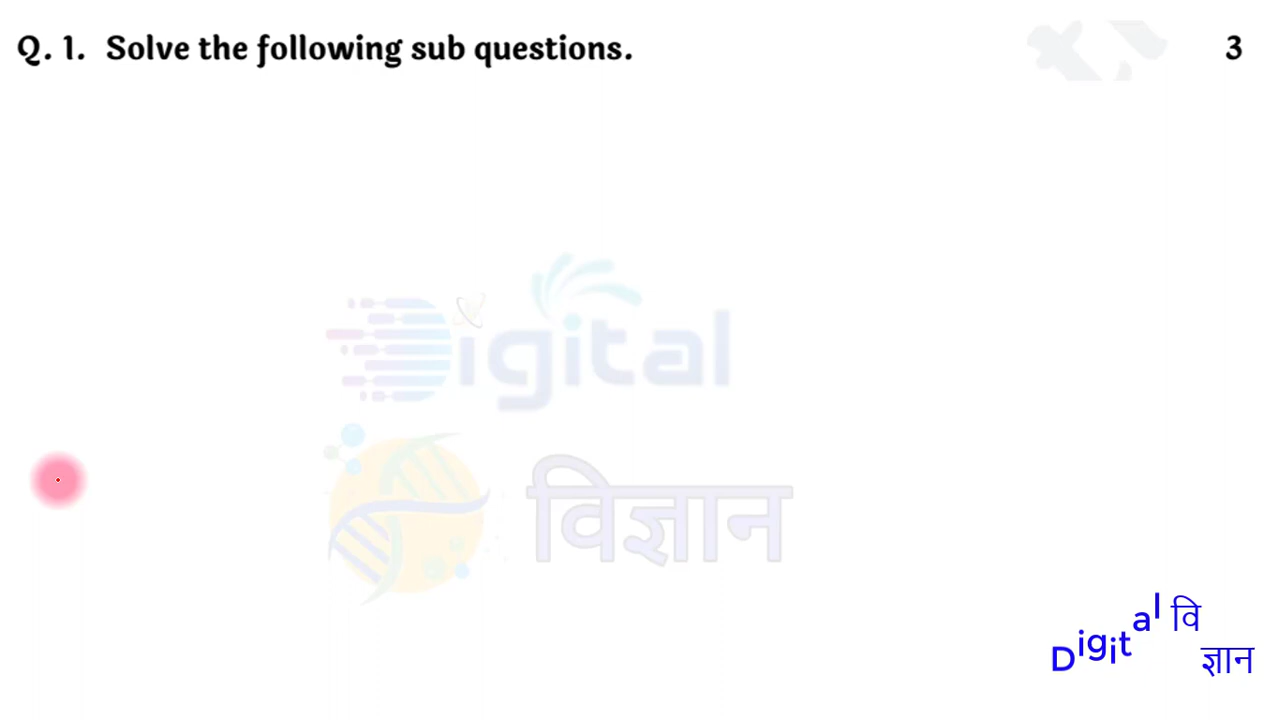 Q. 1. Solve the following sub questions. 3
Digital
विज्ञान
Digital वि
ज्ञान